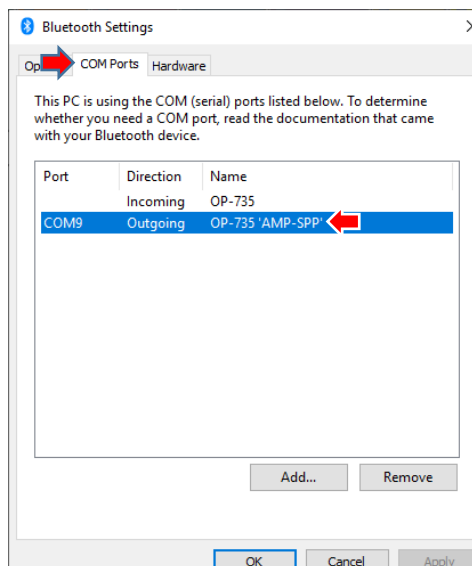 Bluetooth Settings
Op COM Ports Hardware
This PC is using the COM (serial) ports listed below. To determine
whether you need a COM port, read the documentation that came
with your Bluetooth device.
Port Direction Name
Incoming OP-735
COM9 Outgoing OP-735 'AMP-SPP'
Add... Remove
OK Cancel Apply